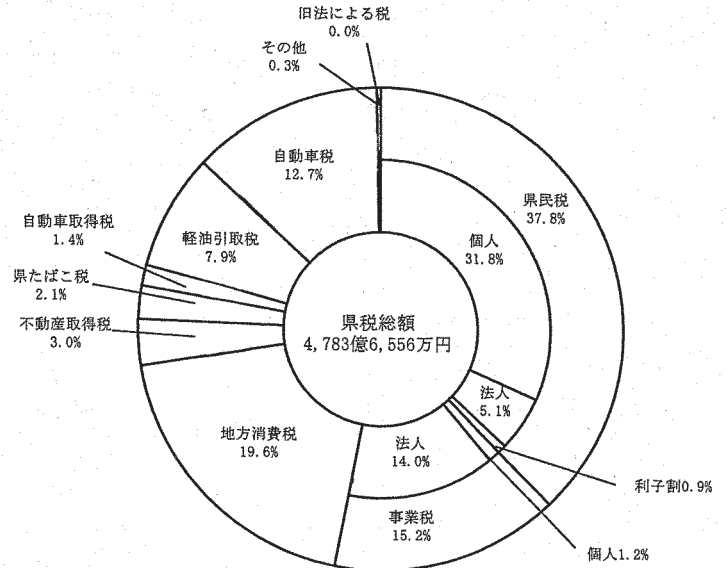 旧法による税
0.0%
その他
0.3%
自動車税
12.7%
県民税
37.8%
個人
31.8%
自動車取得税
1.4%
軽油引取税
7.9%
県たばこ税
2.1%
不動産取得税
3.0%
県税総額
4,783億6,556万円
法人
5.1%
地方消費税
19.6%
法人
14.0%
利子割0.9%
事業税
15.2%
個人1.2%